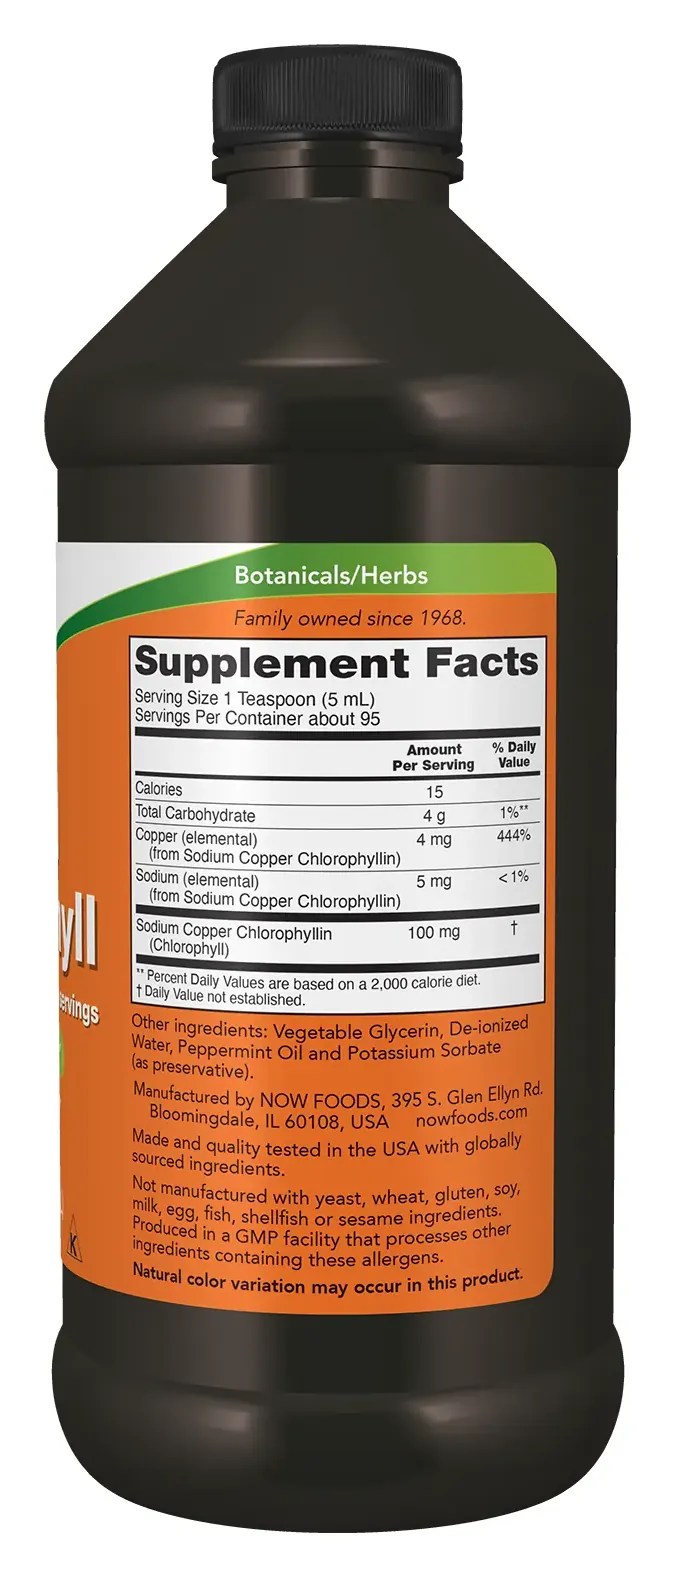 Botanicals/Herbs
Family owned since 1968.
Supplement Facts
Serving Size 1 Teaspoon (5 mL)
Servings Per Container about 95
Amount Per Serving % Daily Value
Calories 15
Total Carbohydrate 4 g 1%**
Copper (elemental) 4 mg 444%
(from Sodium Copper Chlorophyllin)
Sodium (elemental) 5 mg <1%
(from Sodium Copper Chlorophyllin)
Sodium Copper Chlorophyllin 100 mg †
(Chlorophyll)
** Percent Daily Values are based on a 2,000 calorie diet.
† Daily Value not established.
Other ingredients: Vegetable Glycerin, De-ionized
Water, Peppermint Oil and Potassium Sorbate
(as preservative).
Manufactured by NOW FOODS, 395 S. Glen Ellyn Rd.
Bloomingdale, IL 60108, USA nowfoods.com
Made and quality tested in the USA with globally
sourced ingredients.
Not manufactured with yeast, wheat, gluten, soy,
milk, egg, fish, shellfish or sesame ingredients.
Produced in a GMP facility that processes other
ingredients containing these allergens.
Natural color variation may occur in this product.
yll
servings
K